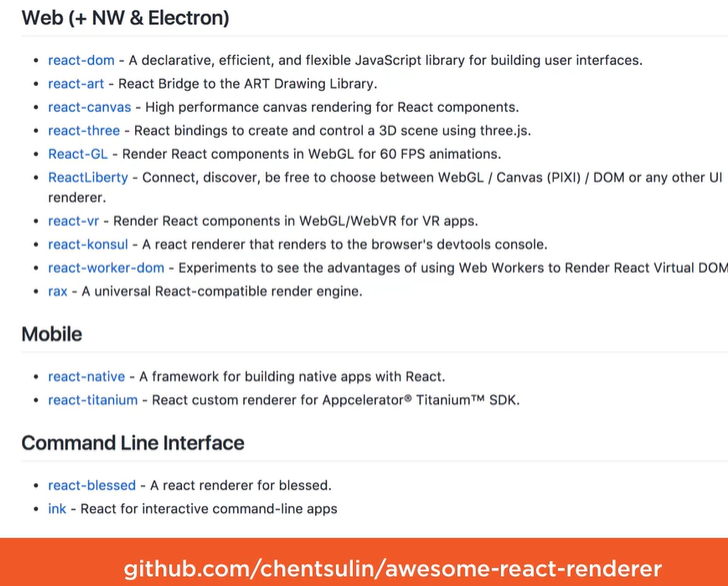 Web (+ NW & Electron)
• react-dom - A declarative, efficient, and flexible JavaScript library for building user interfaces.
• react-art - React Bridge to the ART Drawing Library.
• react-canvas - High performance canvas rendering for React components.
• react-three - React bindings to create and control a 3D scene using three.js.
• React-GL - Render React components in WebGL for 60 FPS animations.
• ReactLiberty - Connect, discover, be free to choose between WebGL / Canvas (PIXI) / DOM or any other UI
renderer.
• react-vr - Render React components in WebGL/WebVR for VR apps.
• react-konsul - A react renderer that renders to the browser's devtools console.
• react-worker-dom - Experiments to see the advantages of using Web Workers to Render React Virtual DOM
• rax - A universal React-compatible render engine.
Mobile
• react-native - A framework for building native apps with React.
• react-titanium - React custom renderer for Appcelerator® Titanium™ SDK.
Command Line Interface
• react-blessed - A react renderer for blessed.
• ink - React for interactive command-line apps
github.com/chentsulin/awesome-react-renderer